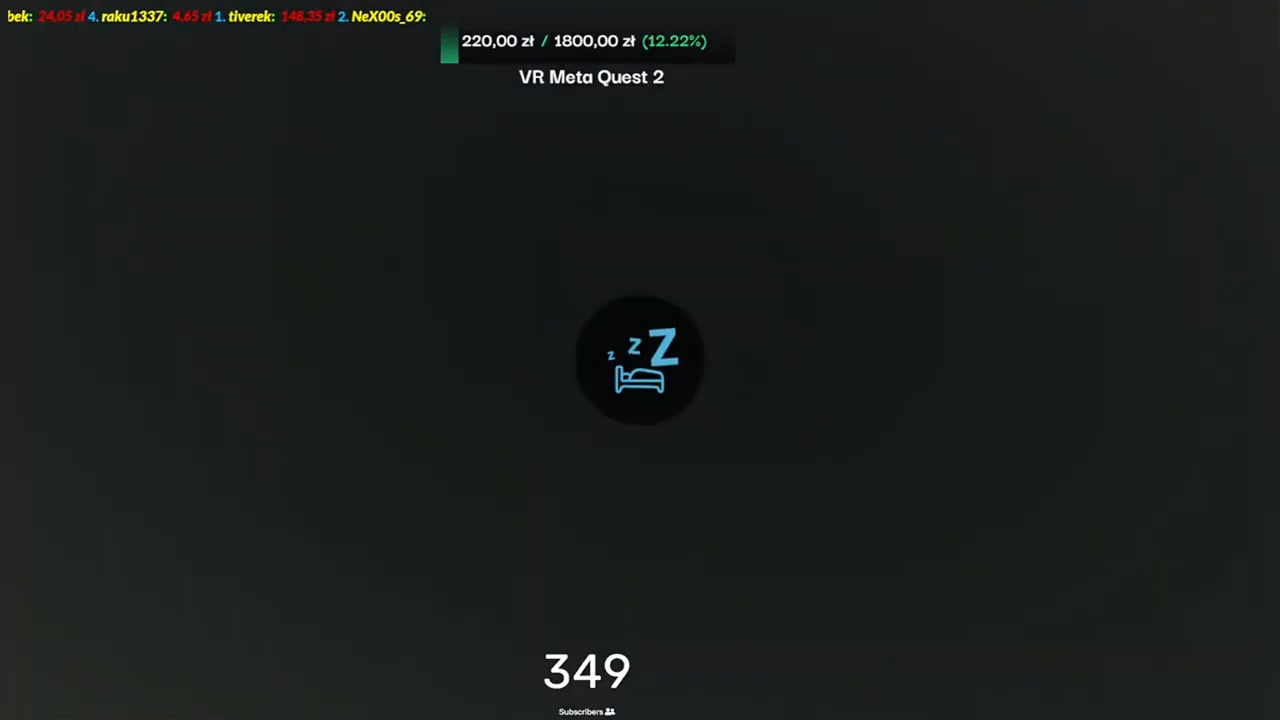 bek: 24,05 zł 4. raku1337: 4,65 zł 1. tiverek: 148,35 zł 2. NeX00s_69:
220,00 zł / 1800,00 zł (12.22%)
VR Meta Quest 2
z z Z
349
Subscribers